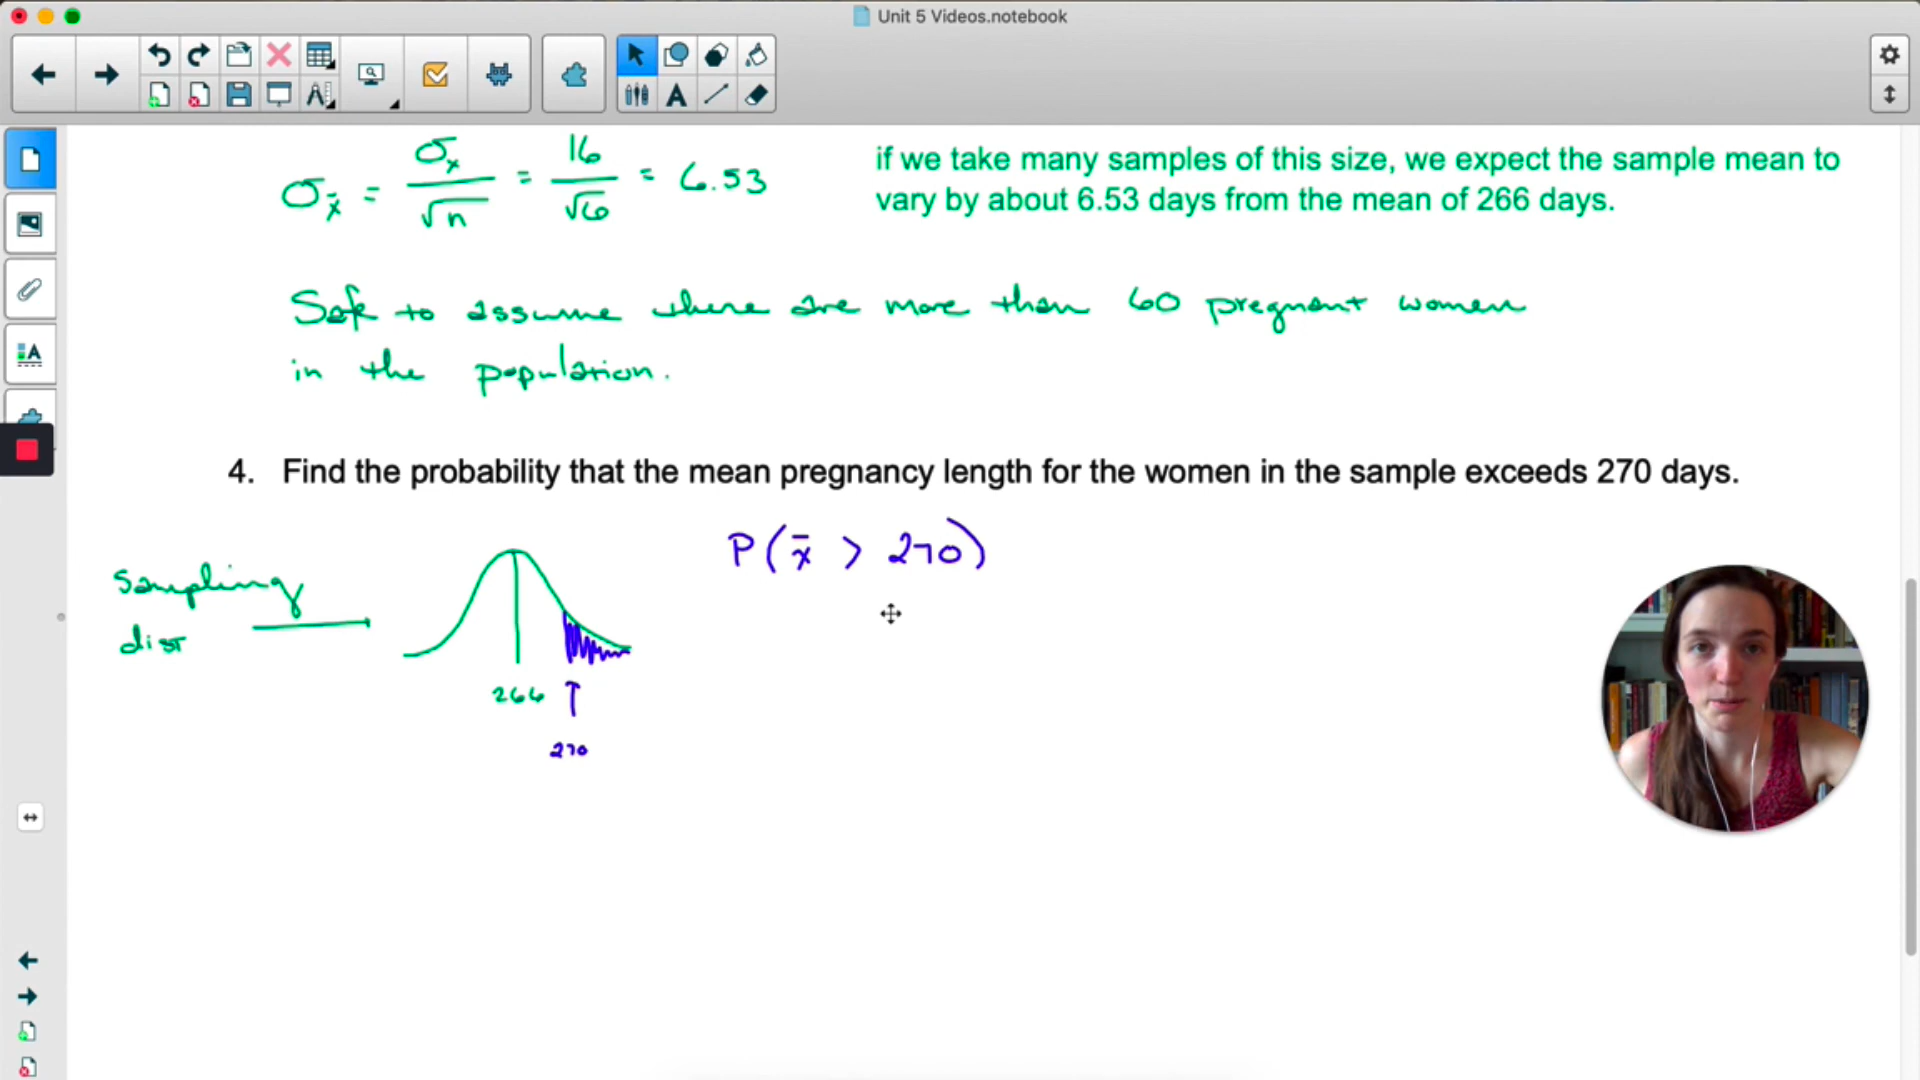 Unit 5 Videos.notebook
σx̄ = σx / √n = 16 / √6 = 6.53
if we take many samples of this size, we expect the sample mean to
vary by about 6.53 days from the mean of 266 days.
Safe to assume there are more than 60 pregnant women
in the population.
4. Find the probability that the mean pregnancy length for the women in the sample exceeds 270 days.
P(x̄ > 270)
Sampling
dist
266
270